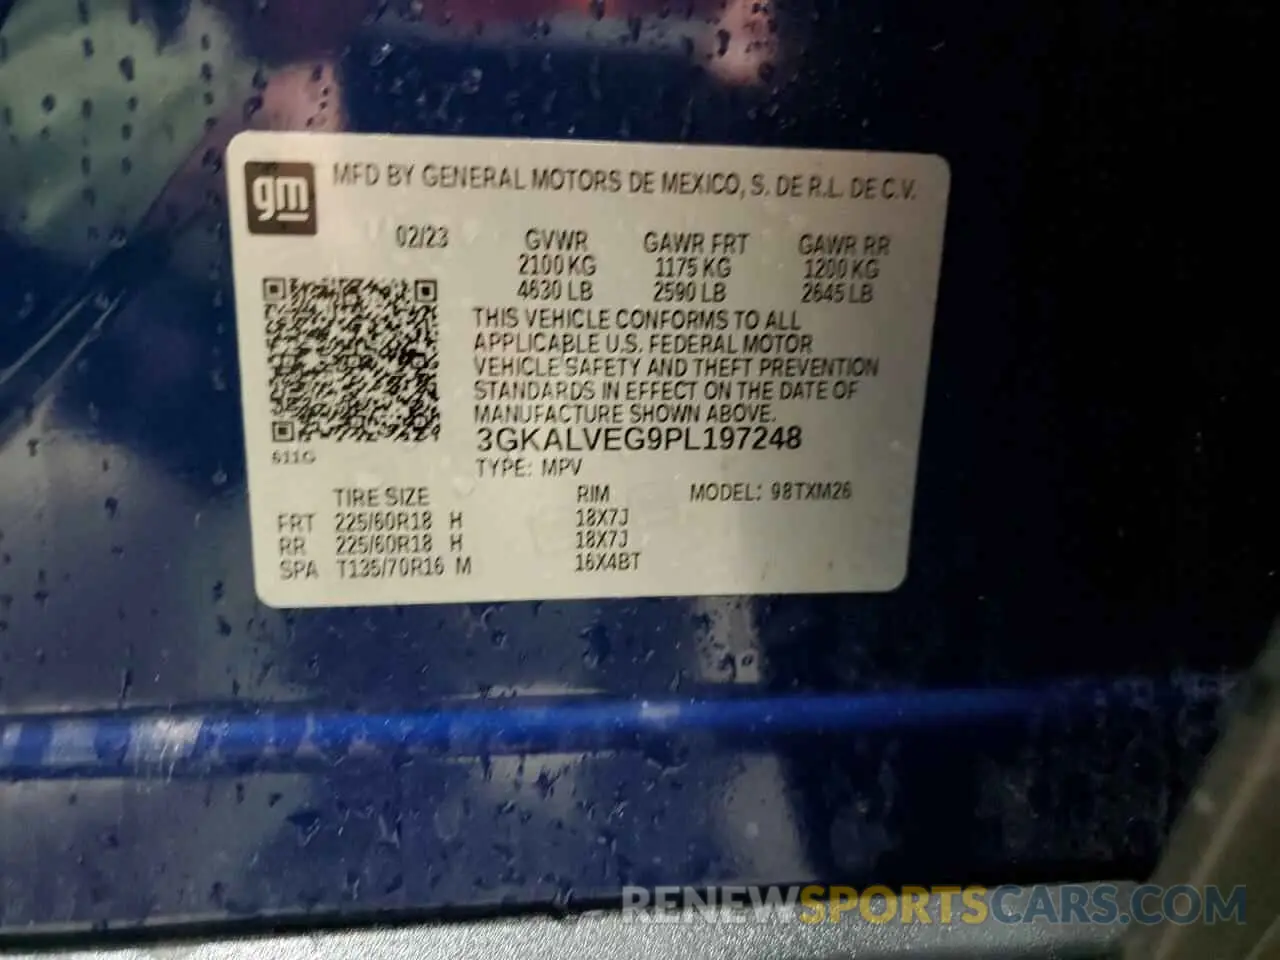 gm
MFD BY GENERAL MOTORS DE MEXICO, S. DE R.L. DE C.V.
02/23 GVWR GAWR FRT GAWR RR
2100 KG 1175 KG 1200 KG
4630 LB 2590 LB 2645 LB
THIS VEHICLE CONFORMS TO ALL
APPLICABLE U.S. FEDERAL MOTOR
VEHICLE SAFETY AND THEFT PREVENTION
STANDARDS IN EFFECT ON THE DATE OF
MANUFACTURE SHOWN ABOVE.
3GKALVEG9PL197248
611G
TYPE: MPV
TIRE SIZE RIM MODEL: 98TXM26
FRT 225/60R18 H 18X7J
RR 225/60R18 H 18X7J
SPA T135/70R16 M 16X4BT
RENEWSPORTSCARS.COM